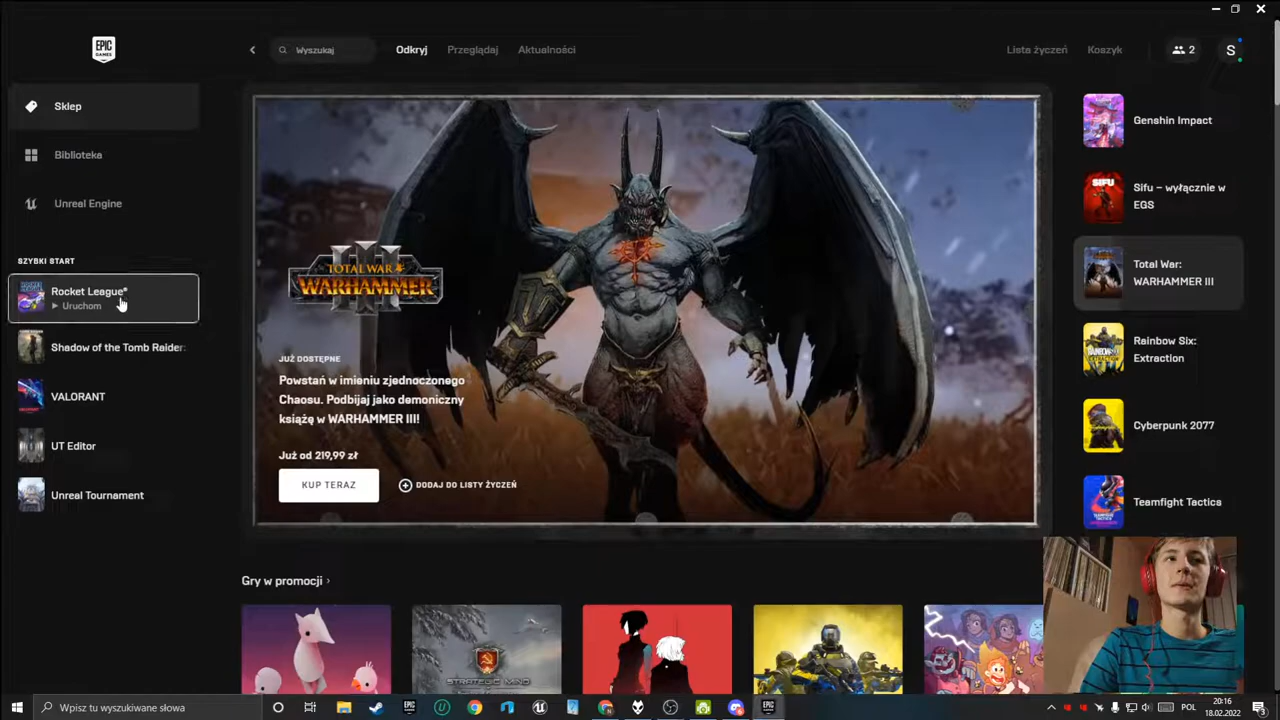 EPIC
GAMES
Wyszukaj
Odkryj
Przeglądaj
Aktualności
Lista życzeń
Koszyk
2
S
Sklep
Biblioteka
Unreal Engine
SZYBKI START
Rocket League®
Uruchom
Shadow of the Tomb Raider:
VALORANT
UT Editor
Unreal Tournament
TOTAL WAR
WARHAMMER
III
JUŻ DOSTĘPNE
Powstań w imieniu zjednoczonego
Chaosu. Podbijaj jako demoniczny
książę w WARHAMMER III!
Już od 219,99 zł
KUP TERAZ
DODAJ DO LISTY ŻYCZEŃ
Genshin Impact
SIFU
Sifu – wyłącznie w
EGS
Total War:
WARHAMMER III
Rainbow Six:
Extraction
Cyberpunk 2077
Teamfight Tactics
Gry w promocji ›
STRATEGIC MIND
Wpisz tu wyszukiwane słowa
POL
20:16
18.02.2022
3